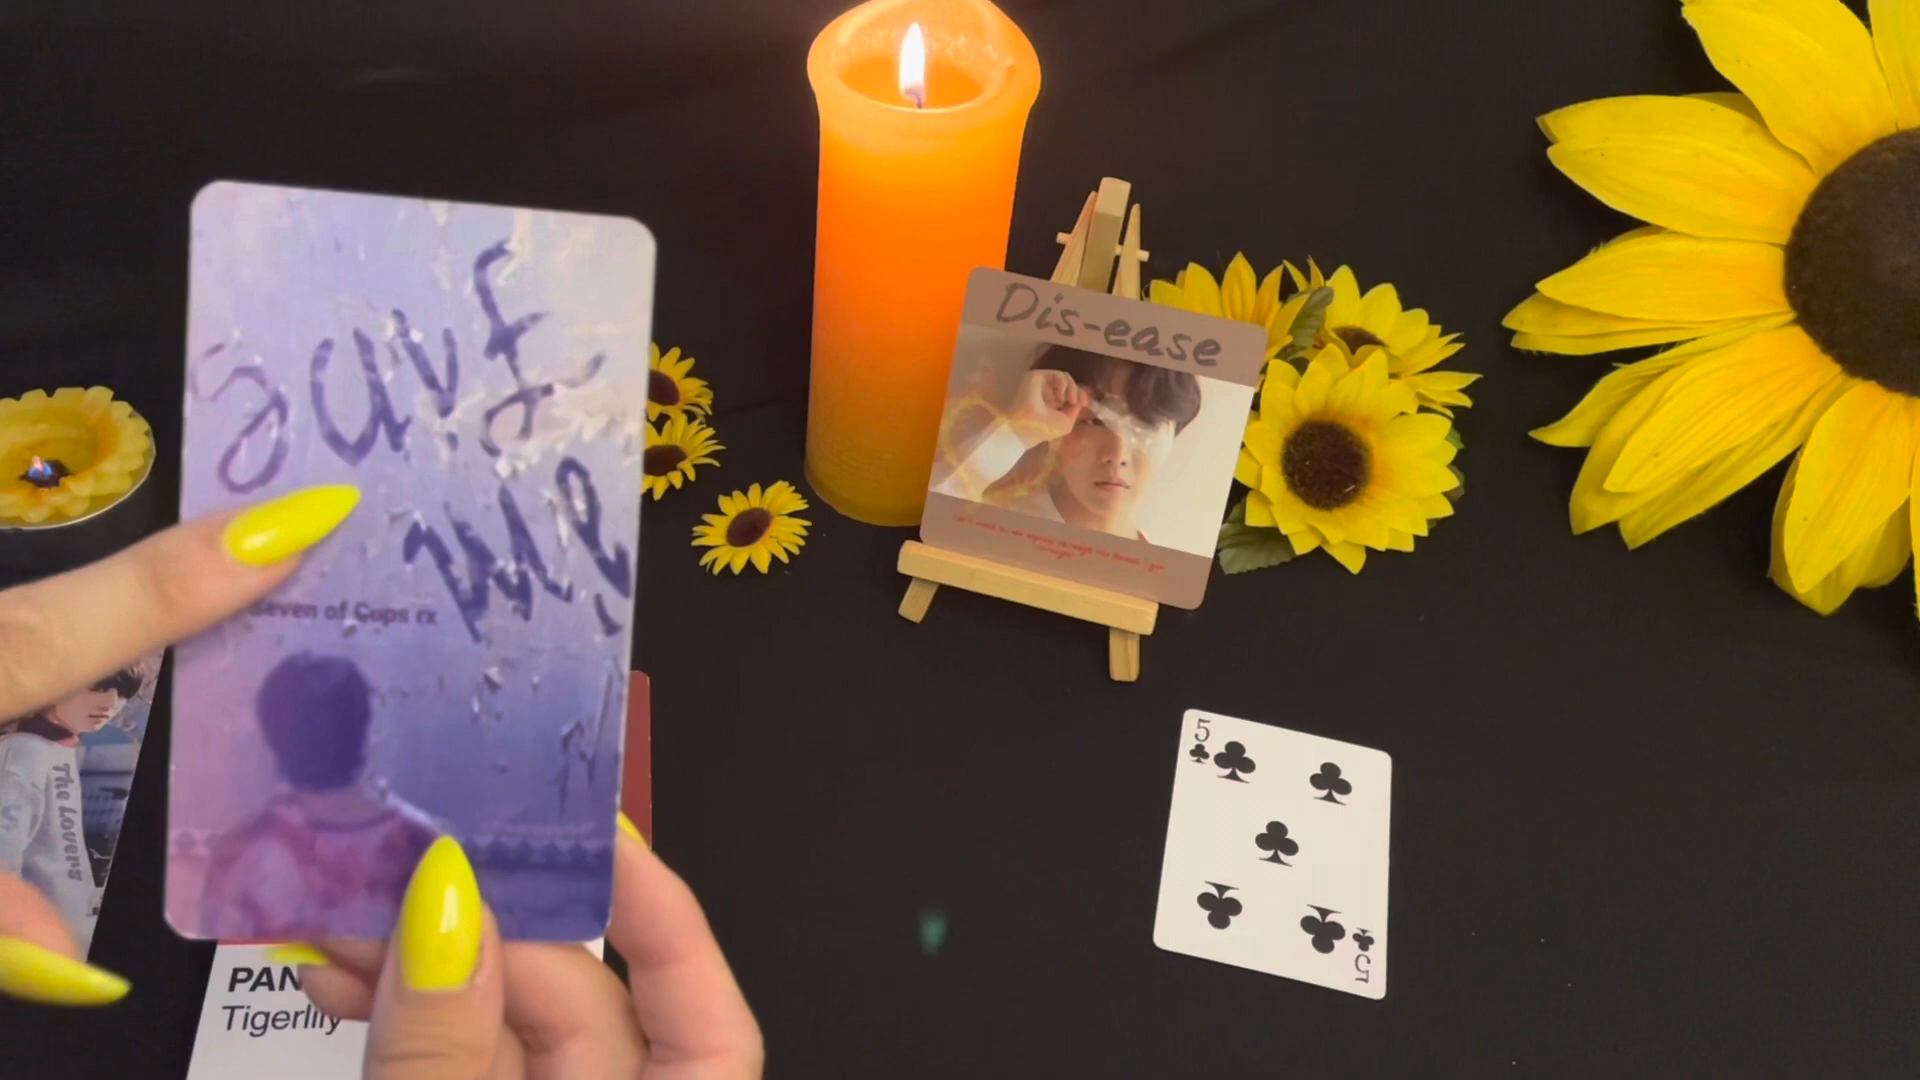 SAVE
ME
Seven of Cups rx
Dis-ease
The Lovers
PAN
Tigerlily
5
5